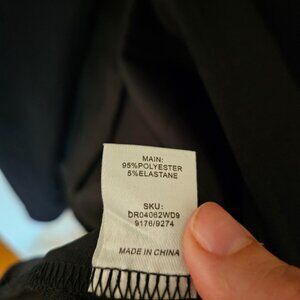 MAIN:
95%POLYESTER
5%ELASTANE
SKU:
DR04062WD9
9176/9274
MADE IN CHINA